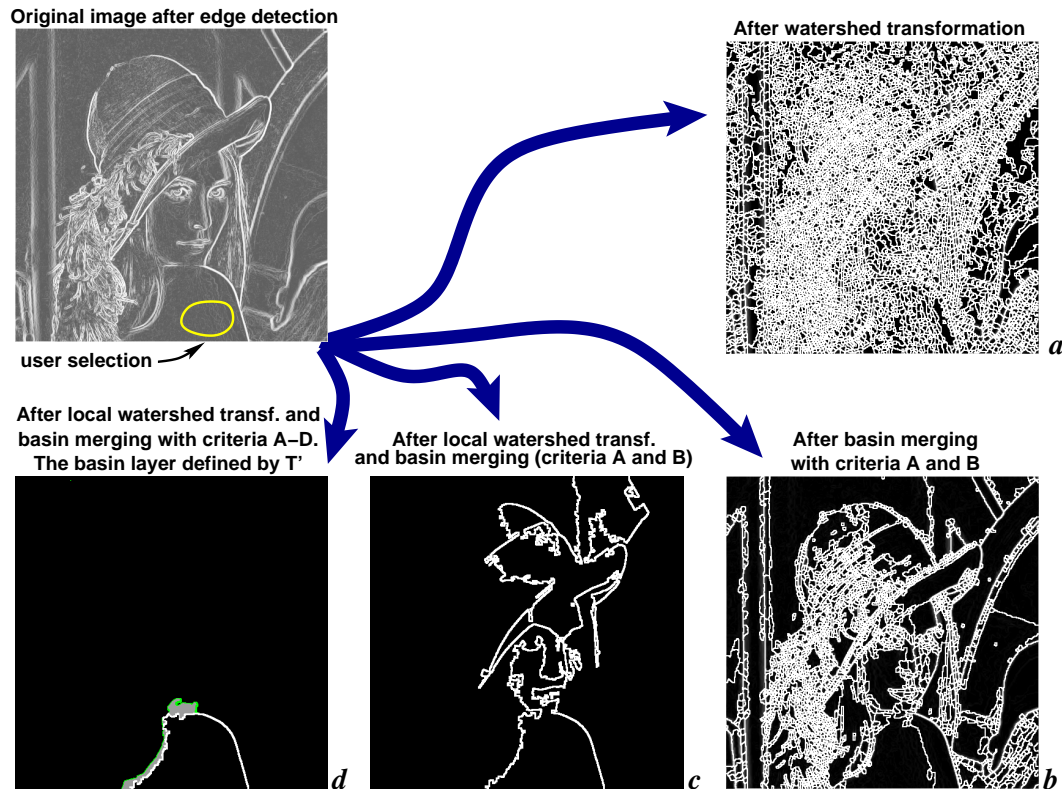 Original image after edge detection
After watershed transformation
user selection
a
After local watershed transf. and
basin merging with criteria A–D.
The basin layer defined by T’
After local watershed transf.
and basin merging (criteria A and B)
After basin merging
with criteria A and B
d
c
b